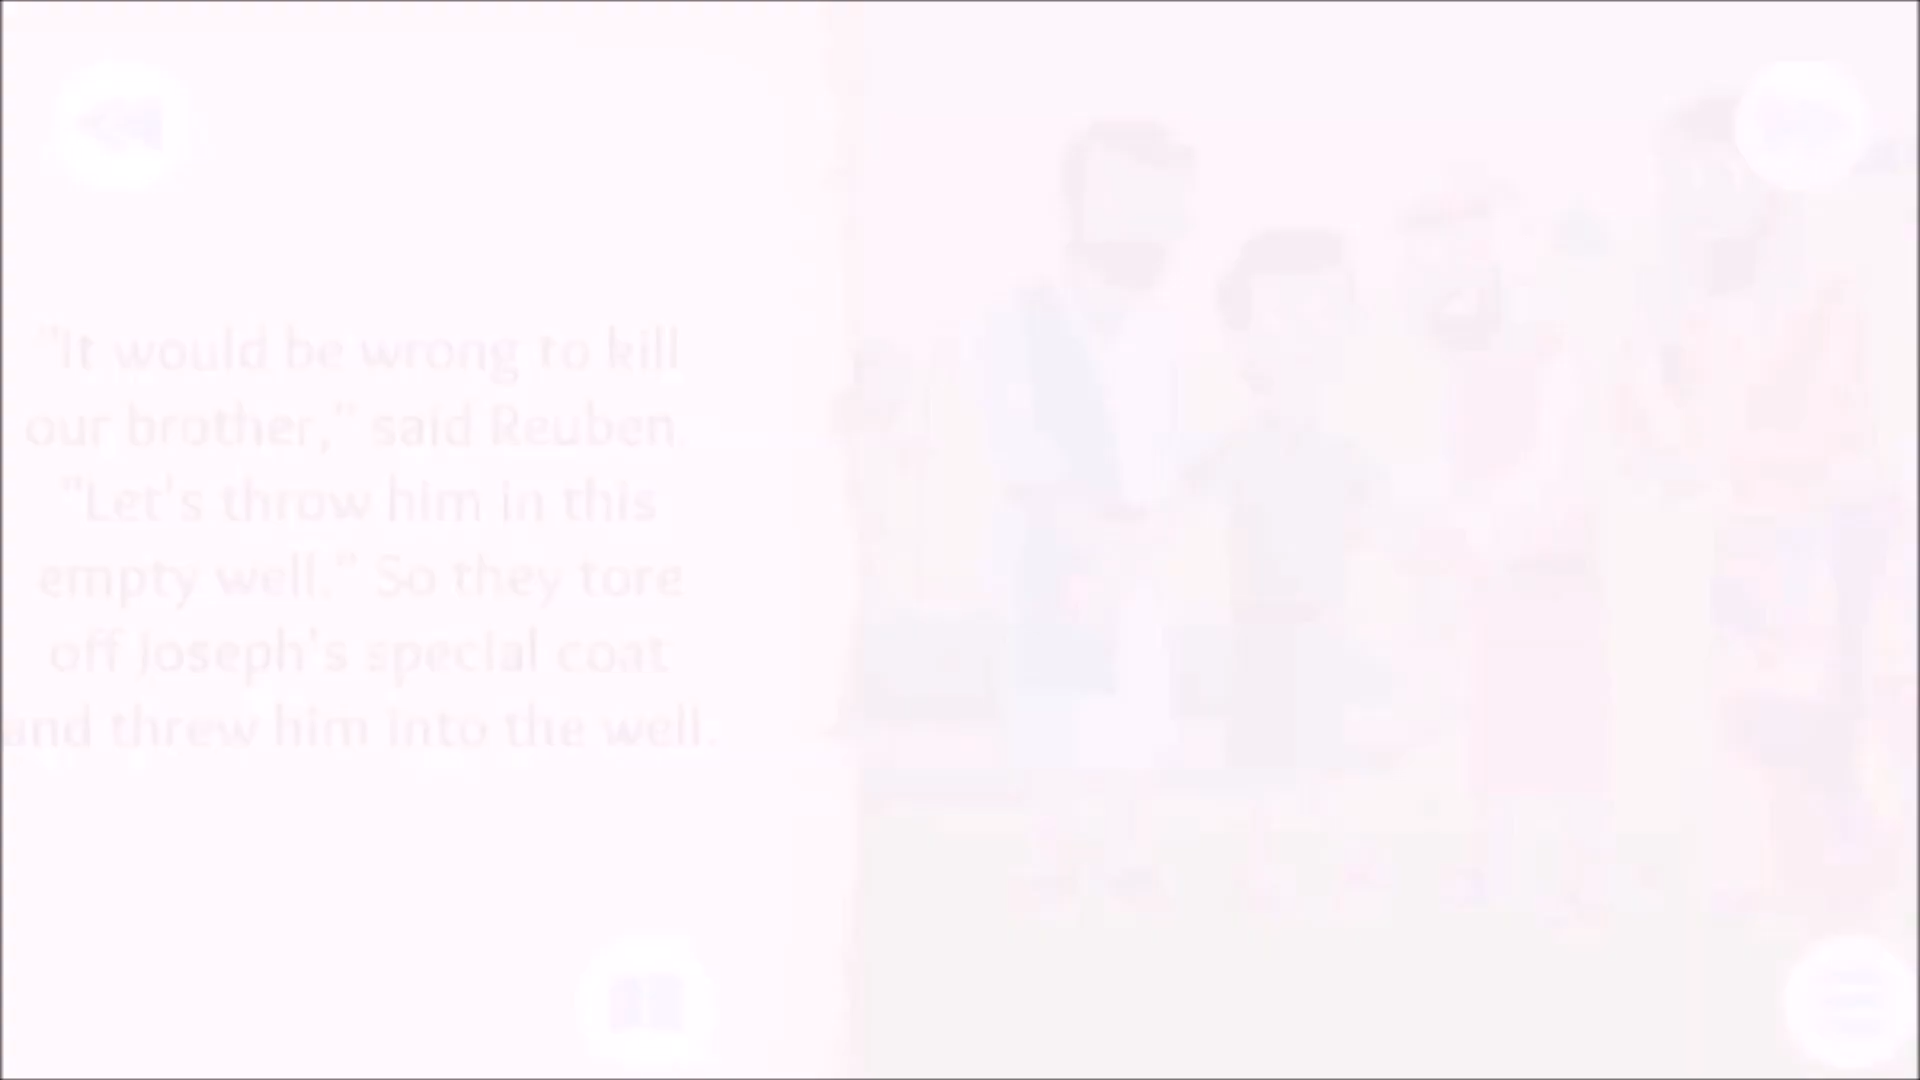 "It would be wrong to kill
our brother," said Reuben.
"Let's throw him in this
empty well." So they tore
off Joseph's special coat
and threw him into the well.